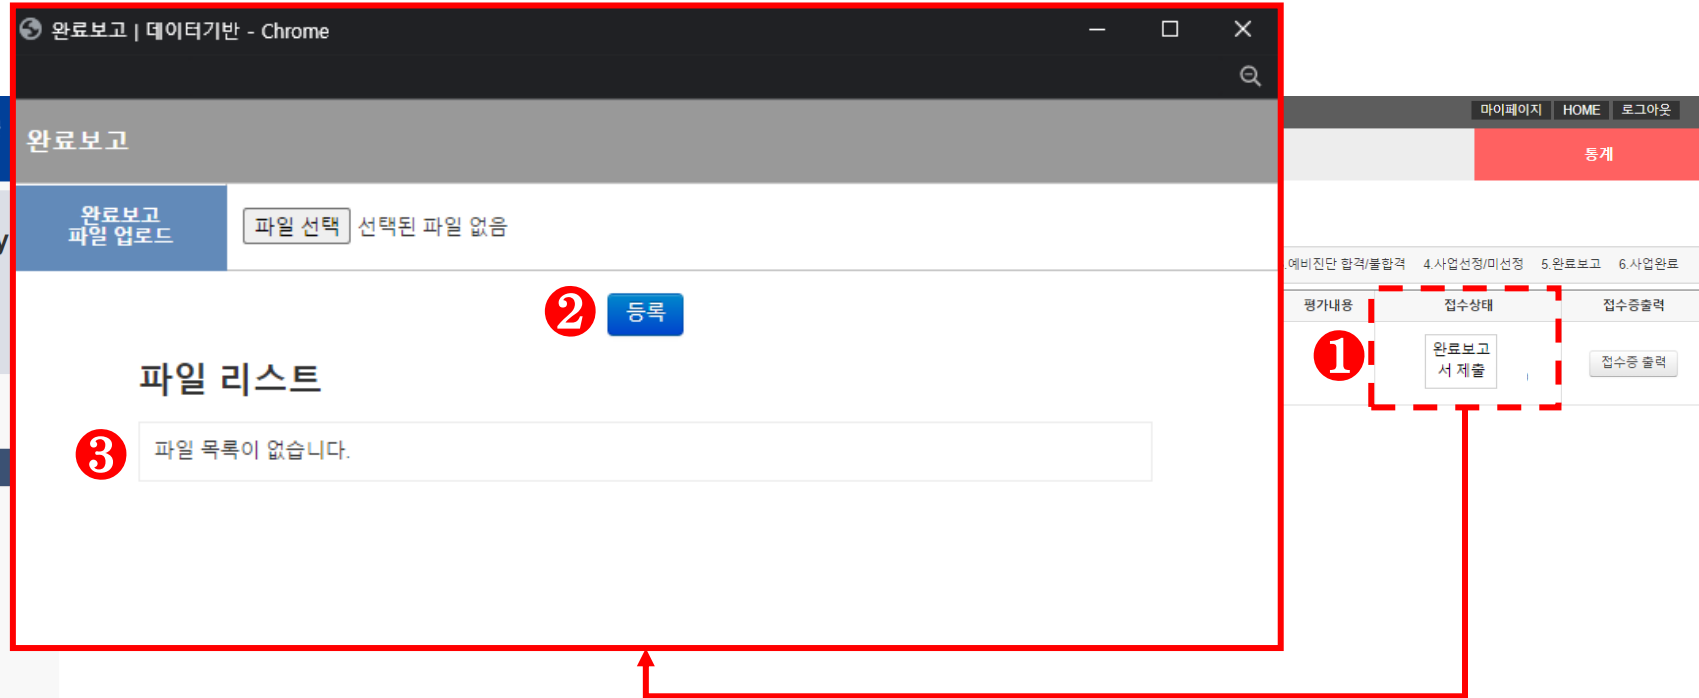 완료보고 | 데이터기반 - Chrome
마이페이지 HOME 로그아웃
완료보고
통계
완료보고
파일 업로드
파일 선택 선택된 파일 없음
.예비진단 합격/불합격 4.사업선정/미선정 5.완료보고 6.사업완료
평가내용 접수상태 접수증출력
❷ 등록
❶ 완료보고
서 제출
접수증 출력
파일 리스트
❸ 파일 목록이 없습니다.